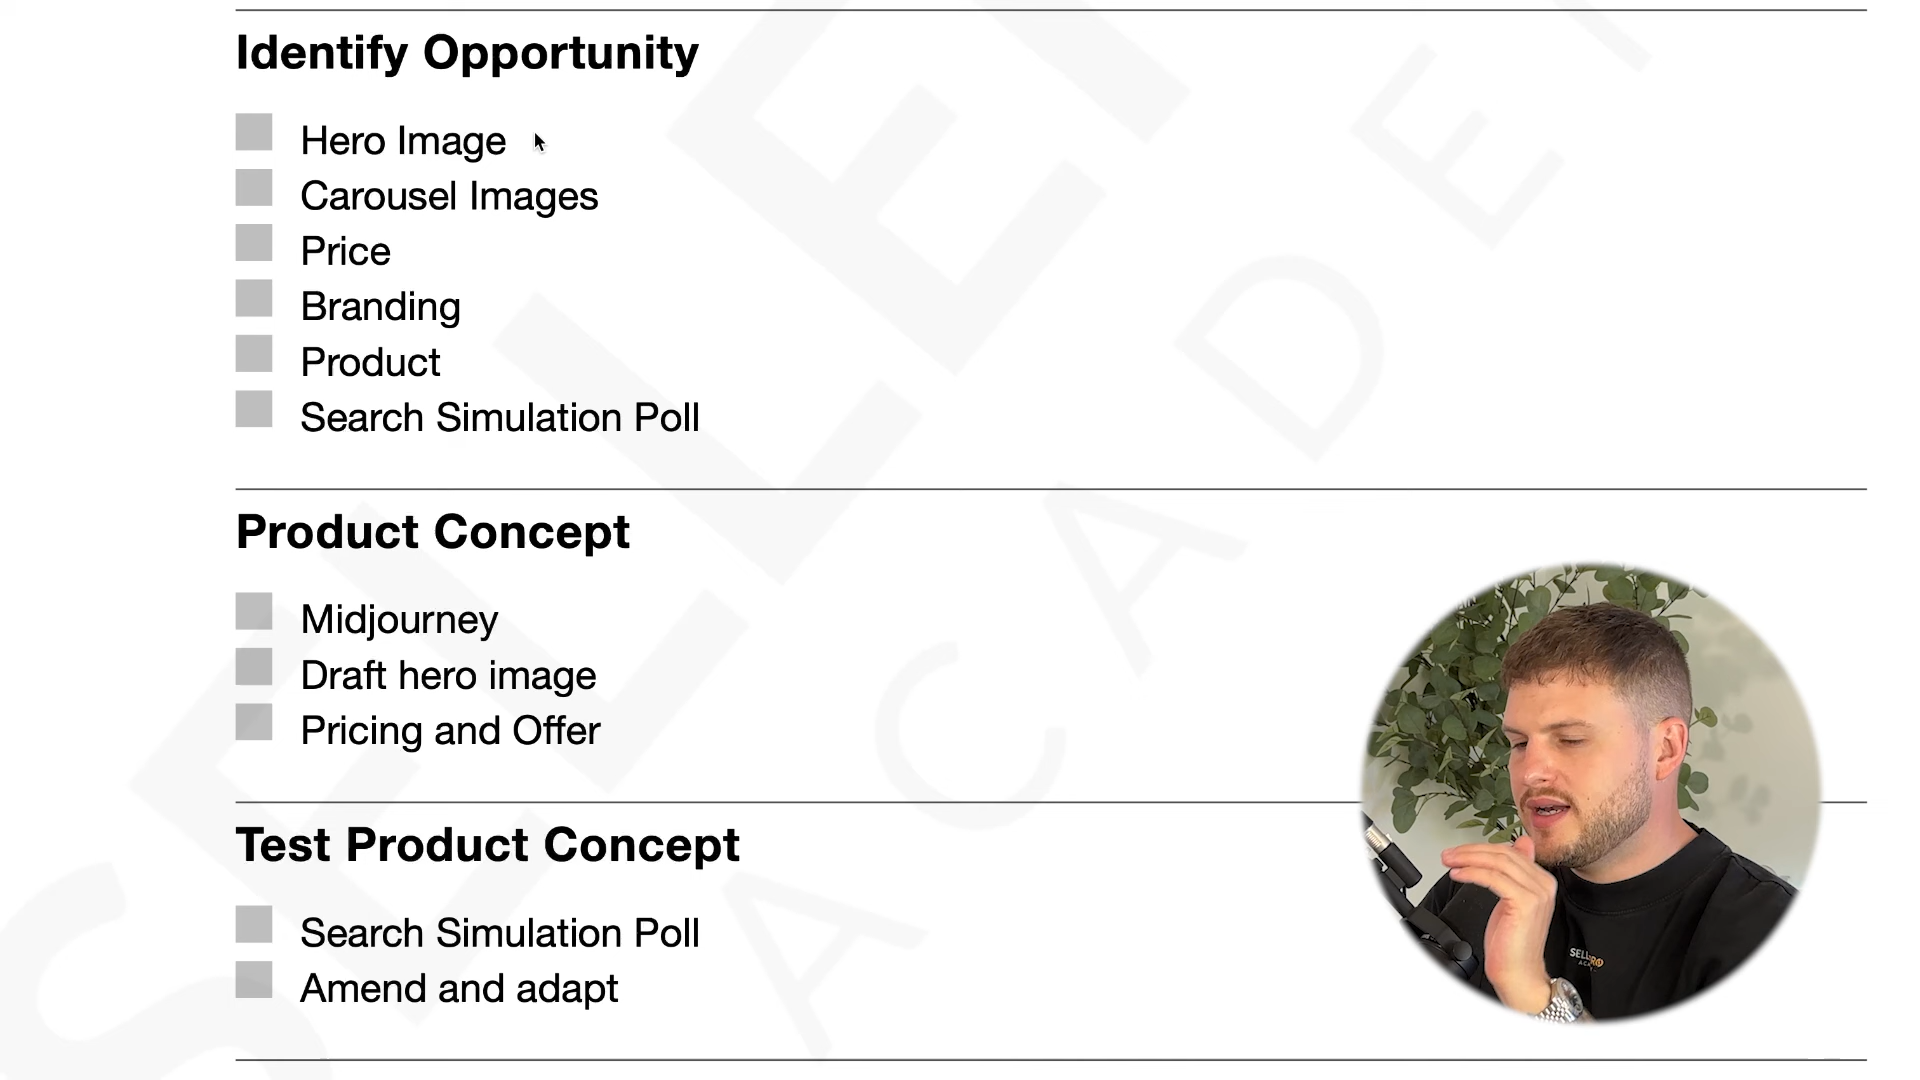 Identify Opportunity
Hero Image
Carousel Images
Price
Branding
Product
Search Simulation Poll
Product Concept
Midjourney
Draft hero image
Pricing and Offer
Test Product Concept
Search Simulation Poll
Amend and adapt